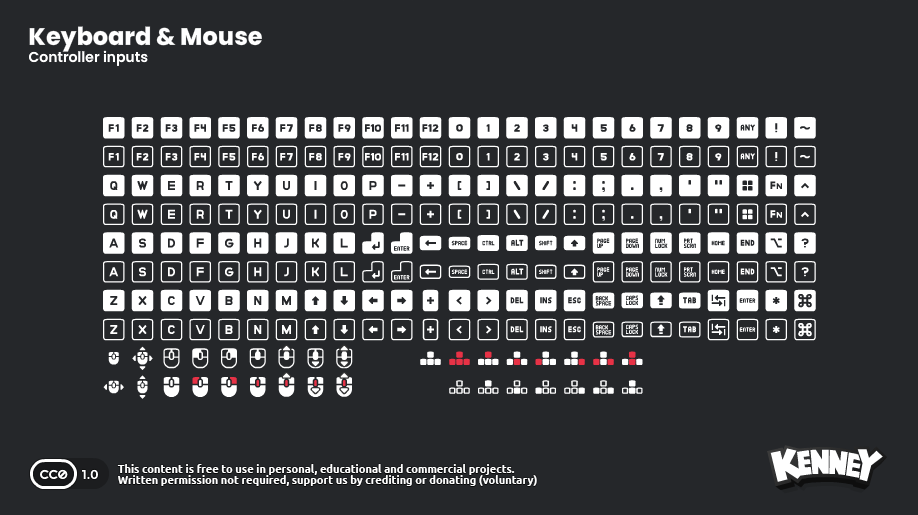 Keyboard & Mouse
Controller inputs
F1 F2 F3 F4 F5 F6 F7 F8 F9 F10 F11 F12 0 1 2 3 4 5 6 7 8 9 ANY ! ~
F1 F2 F3 F4 F5 F6 F7 F8 F9 F10 F11 F12 0 1 2 3 4 5 6 7 8 9 ANY ! ~
Q W E R T Y U I O P - + [ ] \ / : ; . , ' " FN ^
Q W E R T Y U I O P - + [ ] \ / : ; . , ' " FN ^
A S D F G H J K L ENTER ← SPACE CTRL ALT SHIFT ⬆ PAGE UP PAGE DOWN NUM LOCK PRT SCRN HOME END ⌥ ?
A S D F G H J K L ENTER ← SPACE CTRL ALT SHIFT ⬆ PAGE UP PAGE DOWN NUM LOCK PRT SCRN HOME END ⌥ ?
Z X C V B N M ↑ ↓ ← → + < > DEL INS ESC BACK SPACE CAPS LOCK ⬆ TAB ENTER * ⌘
Z X C V B N M ↑ ↓ ← → + < > DEL INS ESC BACK SPACE CAPS LOCK ⬆ TAB ENTER * ⌘
CC0 1.0
This content is free to use in personal, educational and commercial projects.
Written permission not required, support us by crediting or donating (voluntary)
KENNEY